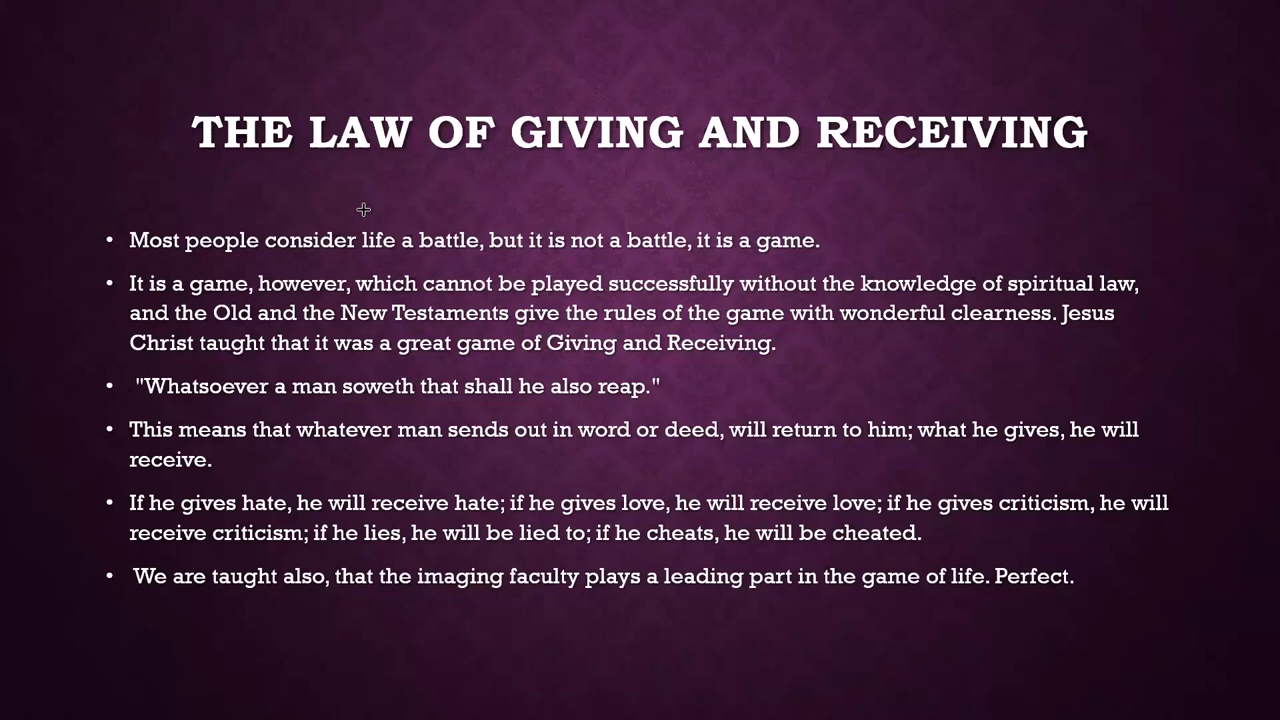 THE LAW OF GIVING AND RECEIVING
• Most people consider life a battle, but it is not a battle, it is a game.
• It is a game, however, which cannot be played successfully without the knowledge of spiritual law,
and the Old and the New Testaments give the rules of the game with wonderful clearness. Jesus
Christ taught that it was a great game of Giving and Receiving.
• "Whatsoever a man soweth that shall he also reap."
• This means that whatever man sends out in word or deed, will return to him; what he gives, he will
receive.
• If he gives hate, he will receive hate; if he gives love, he will receive love; if he gives criticism, he will
receive criticism; if he lies, he will be lied to; if he cheats, he will be cheated.
• We are taught also, that the imaging faculty plays a leading part in the game of life. Perfect.